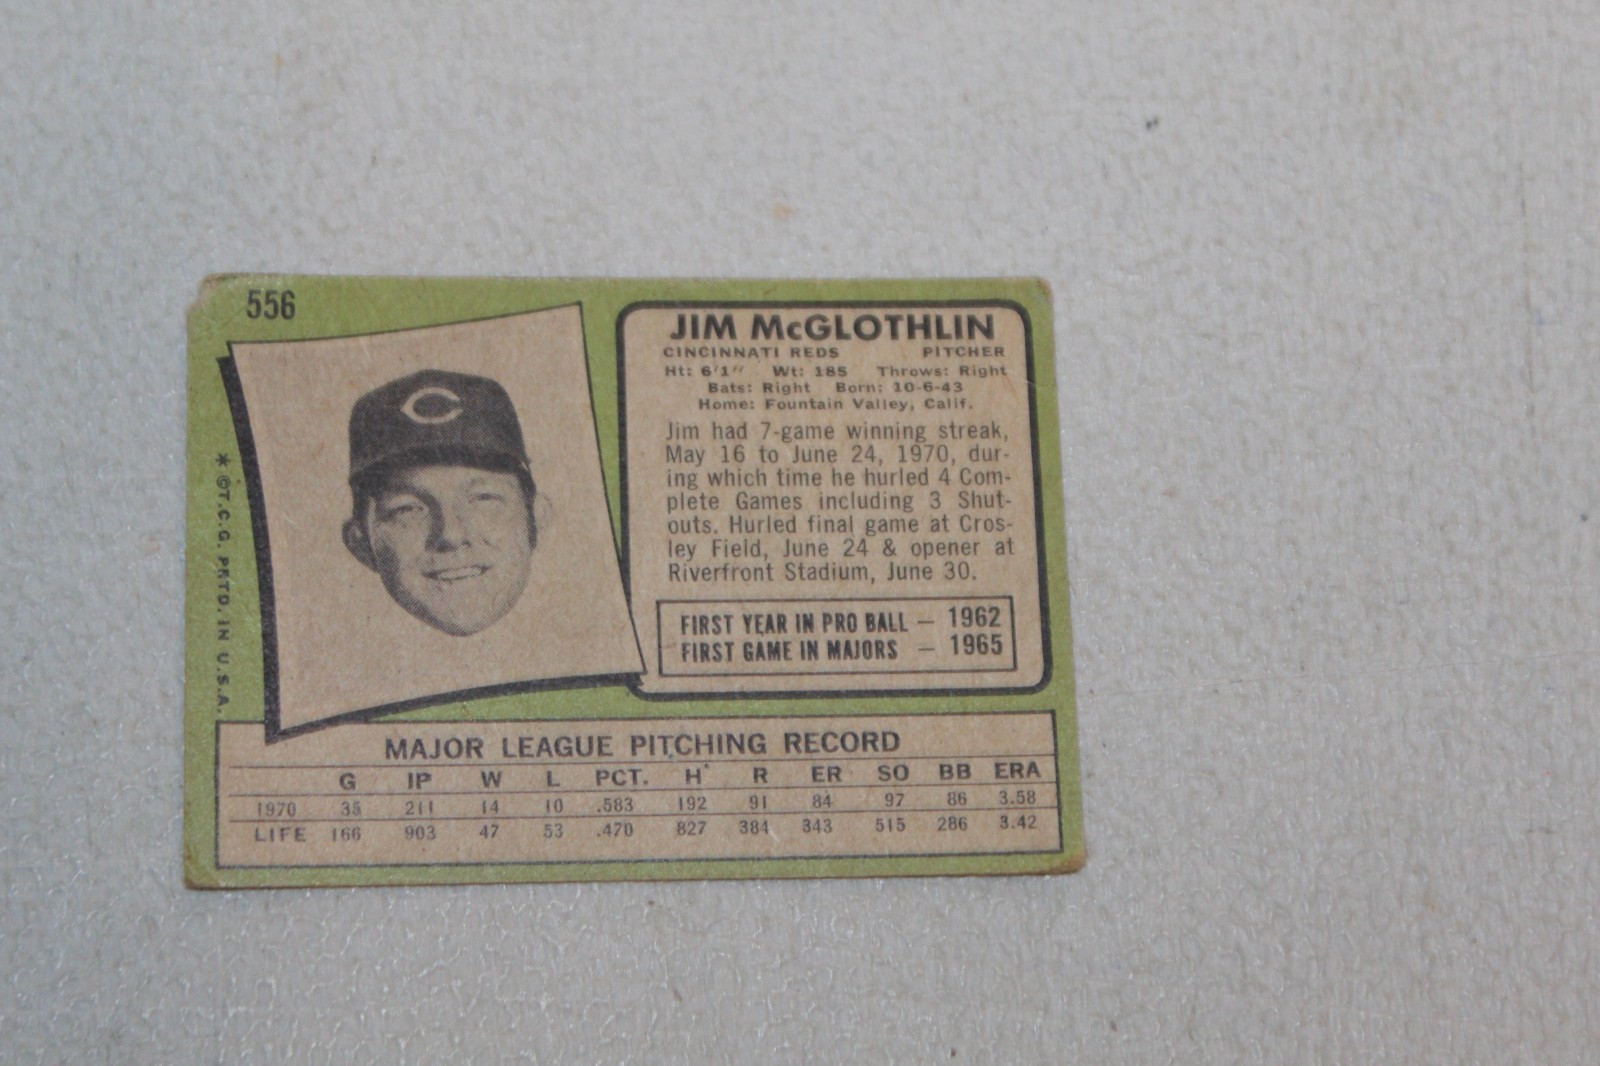 556
JIM McGLOTHLIN
CINCINNATI REDS PITCHER
Ht: 6'1" Wt: 185 Throws: Right
Bats: Right Born: 10-6-43
Home: Fountain Valley, Calif.
Jim had 7-game winning streak,
May 16 to June 24, 1970, dur-
ing which time he hurled 4 Com-
plete Games including 3 Shut-
outs. Hurled final game at Cros-
ley Field, June 24 & opener at
Riverfront Stadium, June 30.
FIRST YEAR IN PRO BALL — 1962
FIRST GAME IN MAJORS — 1965
C
* ©T.C.G. PRTD. IN U.S.A.
MAJOR LEAGUE PITCHING RECORD
G IP W L PCT. H R ER SO BB ERA
1970 35 211 14 10 .583 192 91 84 97 86 3.58
LIFE 166 903 47 53 .470 827 384 343 515 286 3.42